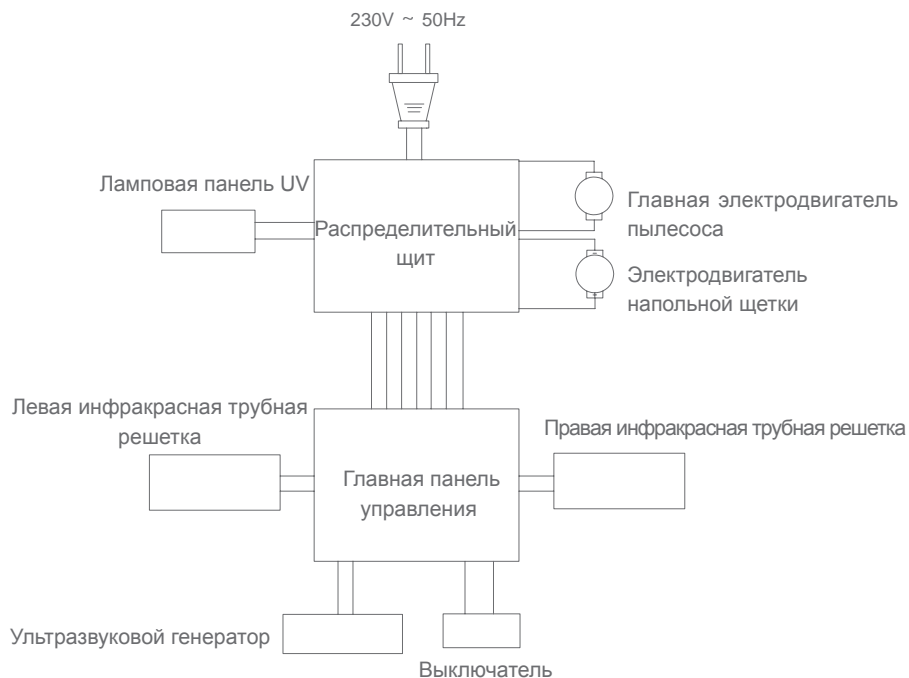 230V ~ 50Hz
Ламповая панель UV
Распределительный
щит
Главная электродвигатель
пылесоса
Электродвигатель
напольной щетки
Левая инфракрасная трубная
решетка
Правая инфракрасная трубная решетка
Главная панель
управления
Ультразвуковой генератор
Выключатель